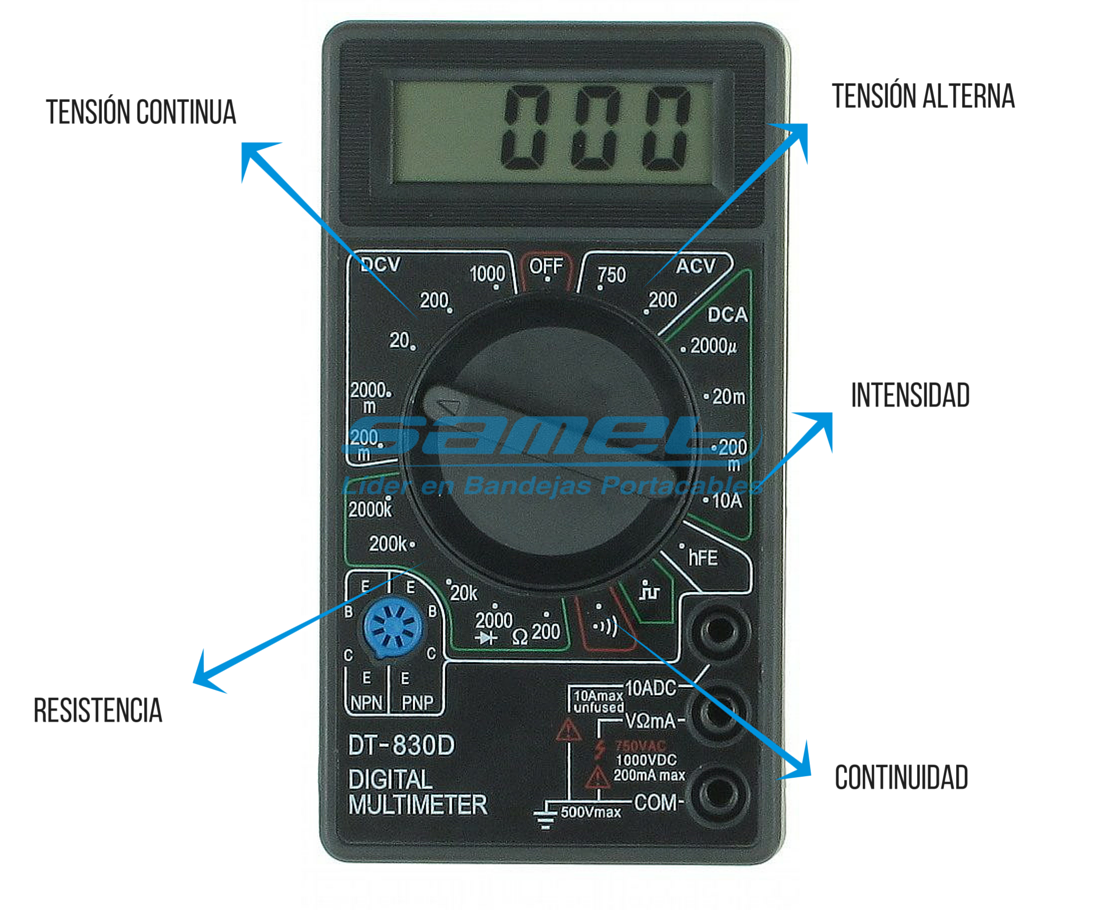 TENSIÓN CONTINUA
TENSIÓN ALTERNA
000
DCV
1000
OFF
750
ACV
200
200
DCA
20
2000µ
2000
m
20m
INTENSIDAD
samet
200
m
200
m
Lider en Bandejas Portacables
10A
2000k
200k
hFE
20k
2000
Ω 200
E E
B B
C C
E E
NPN PNP
RESISTENCIA
10Amax
unfused
10ADC
VΩmA
750VAC
1000VDC
200mA max
COM
500Vmax
DT-830D
DIGITAL
MULTIMETER
CONTINUIDAD